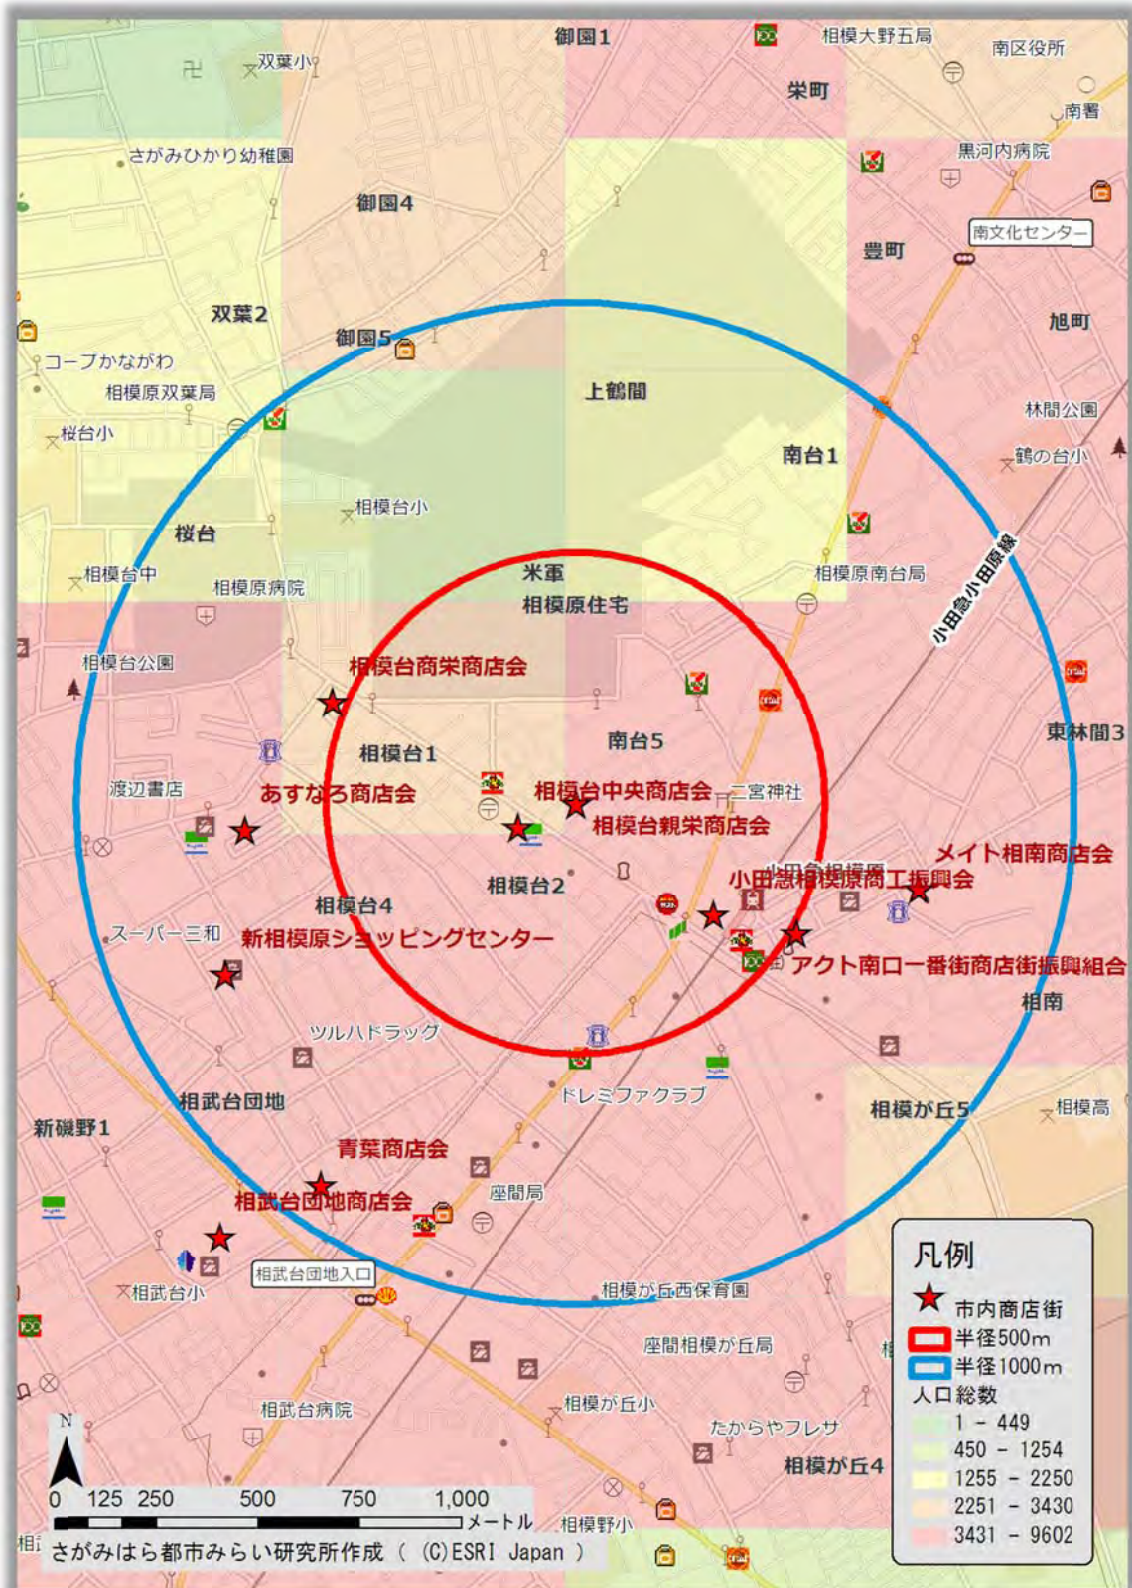 御園1
相模大野五局
南区役所
双葉小
栄町
南署
さがみひかり幼稚園
黒河内病院
御園4
南文化センター
豊町
双葉2
旭町
御園5
コープかながわ
相模原双葉局
上鶴間
林間公園
桜台小
南台1
鶴の台小
相模台小
桜台
小田急小田原線
相模台中
相模原病院
米軍
相模原住宅
相模原南台局
相模台公園
相模台商栄商店会
東林間3
相模台1
南台5
渡辺書店
あすなろ商店会
相模台中央商店会
二宮神社
相模台親栄商店会
メイト相南商店会
小田急相模原
小田急相模原商工振興会
相模台2
相模台4
スーパー三和
新相模原ショッピングセンター
アクト南口一番街商店街振興組合
相南
ツルハドラッグ
ドレミファクラブ
相武台団地
相模が丘5
相模高
新磯野1
青葉商店会
座間局
相武台団地商店会
相武台団地入口
相武台小
相模が丘西保育園
座間相模が丘局
相武台病院
相模が丘小
たからやフレサ
相模が丘4
相模野小
凡例
市内商店街
半径500m
半径1000m
人口総数
1 - 449
450 - 1254
1255 - 2250
2251 - 3430
3431 - 9602
N
0 125 250 500 750 1,000
メートル
さがみはら都市みらい研究所作成（ (C)ESRI Japan ）